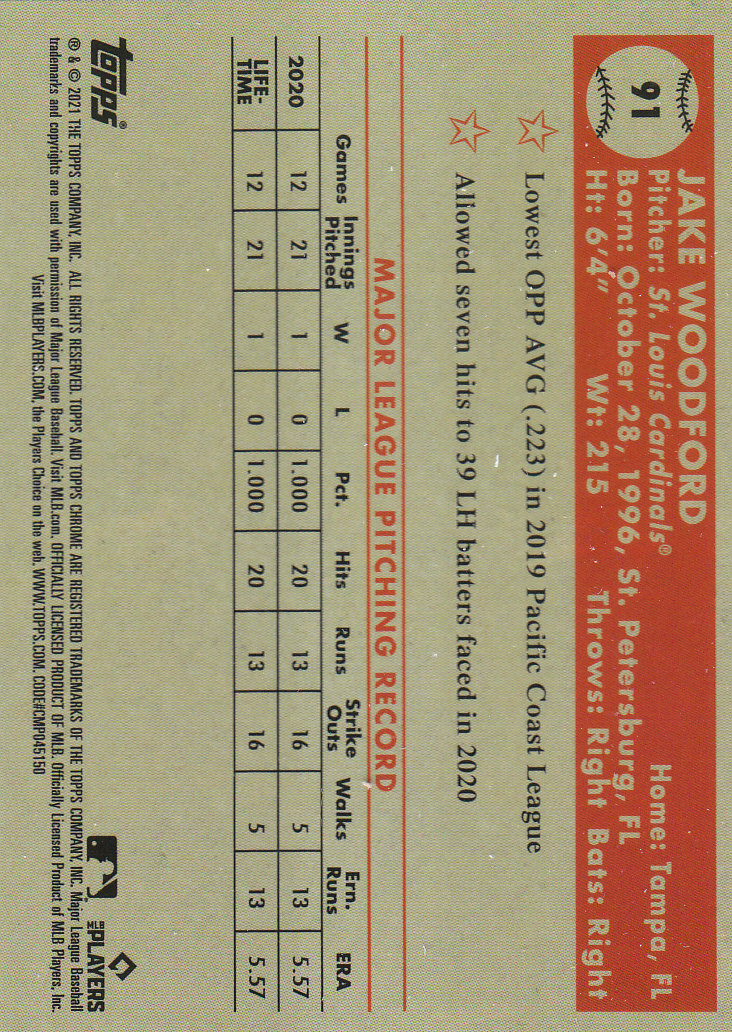 91
JAKE WOODFORD
Pitcher: St. Louis Cardinals® Home: Tampa, FL
Born: October 28, 1996, St. Petersburg, FL
Ht: 6'4" Wt: 215 Throws: Right Bats: Right
Lowest OPP AVG (.223) in 2019 Pacific Coast League
Allowed seven hits to 39 LH batters faced in 2020
MAJOR LEAGUE PITCHING RECORD
Games Innings Pitched W L Pct. Hits Runs Strike Outs Walks Ern. Runs ERA
2020 12 21 1 0 1.000 20 13 16 5 13 5.57
LIFE-TIME 12 21 1 0 1.000 20 13 16 5 13 5.57
topps®
MLB PLAYERS
® & © 2021 THE TOPPS COMPANY, INC. ALL RIGHTS RESERVED. TOPPS AND TOPPS CHROME ARE REGISTERED TRADEMARKS OF THE TOPPS COMPANY, INC. Major League Baseball
trademarks and copyrights are used with permission of Major League Baseball. Visit MLB.com. OFFICIALLY LICENSED PRODUCT OF MLB. Officially Licensed Product of MLB Players, Inc.
Visit MLBPLAYERS.COM, the Players Choice on the web. WWW.TOPPS.COM. CODE#CMP045150